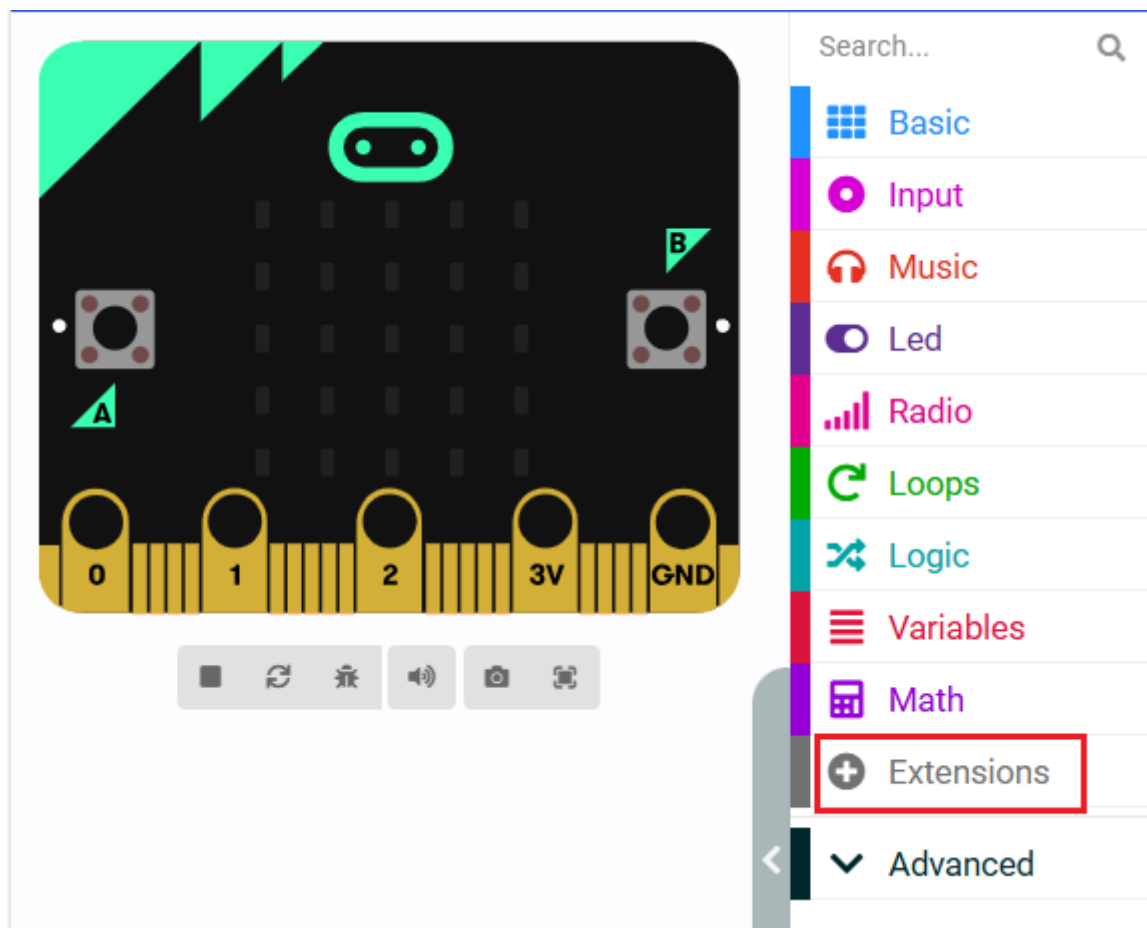 Search...
Basic
Input
Music
Led
Radio
Loops
Logic
Variables
Math
Extensions
Advanced
B
A
0 1 2 3V GND